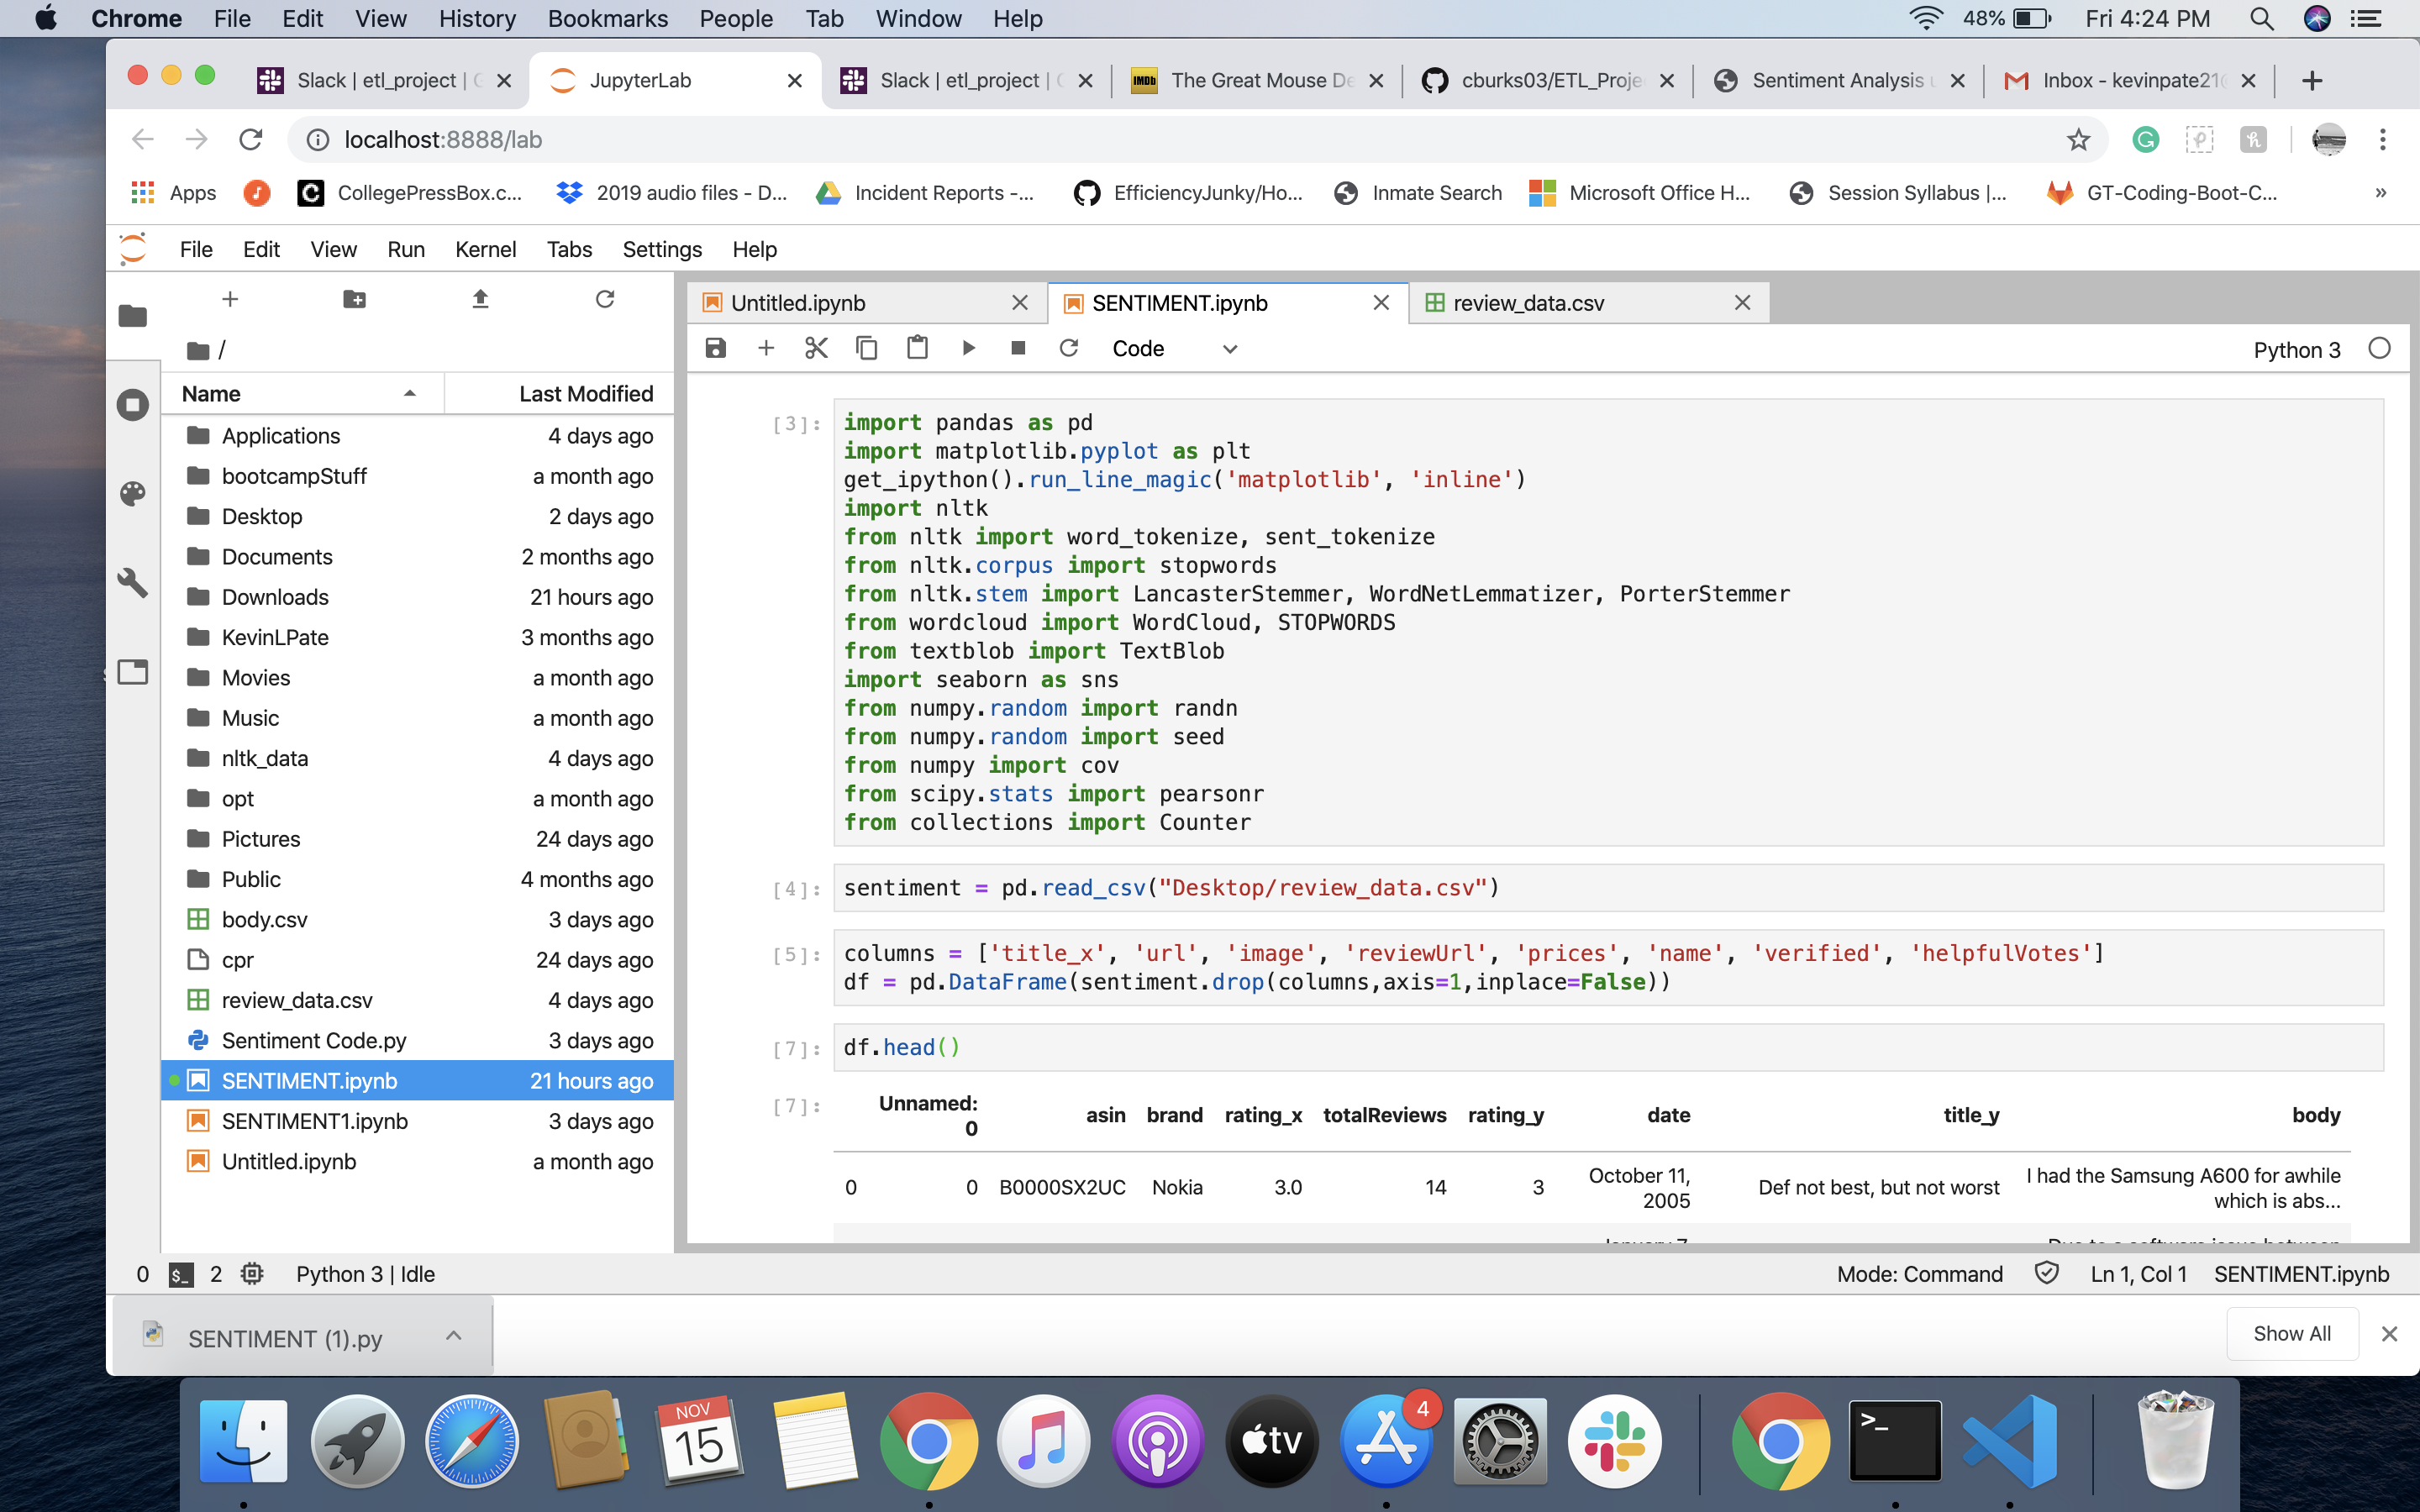 Chrome File Edit View History Bookmarks People Tab Window Help 48% Fri 4:24 PM
Slack | etl_project | JupyterLab Slack | etl_project | IMDb The Great Mouse De cburks03/ETL_Proje Sentiment Analysis Inbox - kevinpate21
localhost:8888/lab
Apps CollegePressBox.c... 2019 audio files - D... Incident Reports -... EfficiencyJunky/Ho... Inmate Search Microsoft Office H... Session Syllabus |... GT-Coding-Boot-C... »
File Edit View Run Kernel Tabs Settings Help
Untitled.ipynb SENTIMENT.ipynb review_data.csv
/
Code Python 3
Name Last Modified
Applications 4 days ago
bootcampStuff a month ago
Desktop 2 days ago
Documents 2 months ago
Downloads 21 hours ago
KevinLPate 3 months ago
Movies a month ago
Music a month ago
nltk_data 4 days ago
opt a month ago
Pictures 24 days ago
Public 4 months ago
body.csv 3 days ago
cpr 24 days ago
review_data.csv 4 days ago
Sentiment Code.py 3 days ago
SENTIMENT.ipynb 21 hours ago
SENTIMENT1.ipynb 3 days ago
Untitled.ipynb a month ago
[3]: import pandas as pd
import matplotlib.pyplot as plt
get_ipython().run_line_magic('matplotlib', 'inline')
import nltk
from nltk import word_tokenize, sent_tokenize
from nltk.corpus import stopwords
from nltk.stem import LancasterStemmer, WordNetLemmatizer, PorterStemmer
from wordcloud import WordCloud, STOPWORDS
from textblob import TextBlob
import seaborn as sns
from numpy.random import randn
from numpy.random import seed
from numpy import cov
from scipy.stats import pearsonr
from collections import Counter
[4]: sentiment = pd.read_csv("Desktop/review_data.csv")
[5]: columns = ['title_x', 'url', 'image', 'reviewUrl', 'prices', 'name', 'verified', 'helpfulVotes']
df = pd.DataFrame(sentiment.drop(columns,axis=1,inplace=False))
[7]: df.head()
[7]: Unnamed: 0 asin brand rating_x totalReviews rating_y date title_y body
0 0 B0000SX2UC Nokia 3.0 14 3 October 11, 2005 Def not best, but not worst I had the Samsung A600 for awhile which is abs...
January 7, Due to a software issue between
0 $_ 2 Python 3 | Idle Mode: Command Ln 1, Col 1 SENTIMENT.ipynb
SENTIMENT (1).py Show All
NOV
15
tv
4
>_